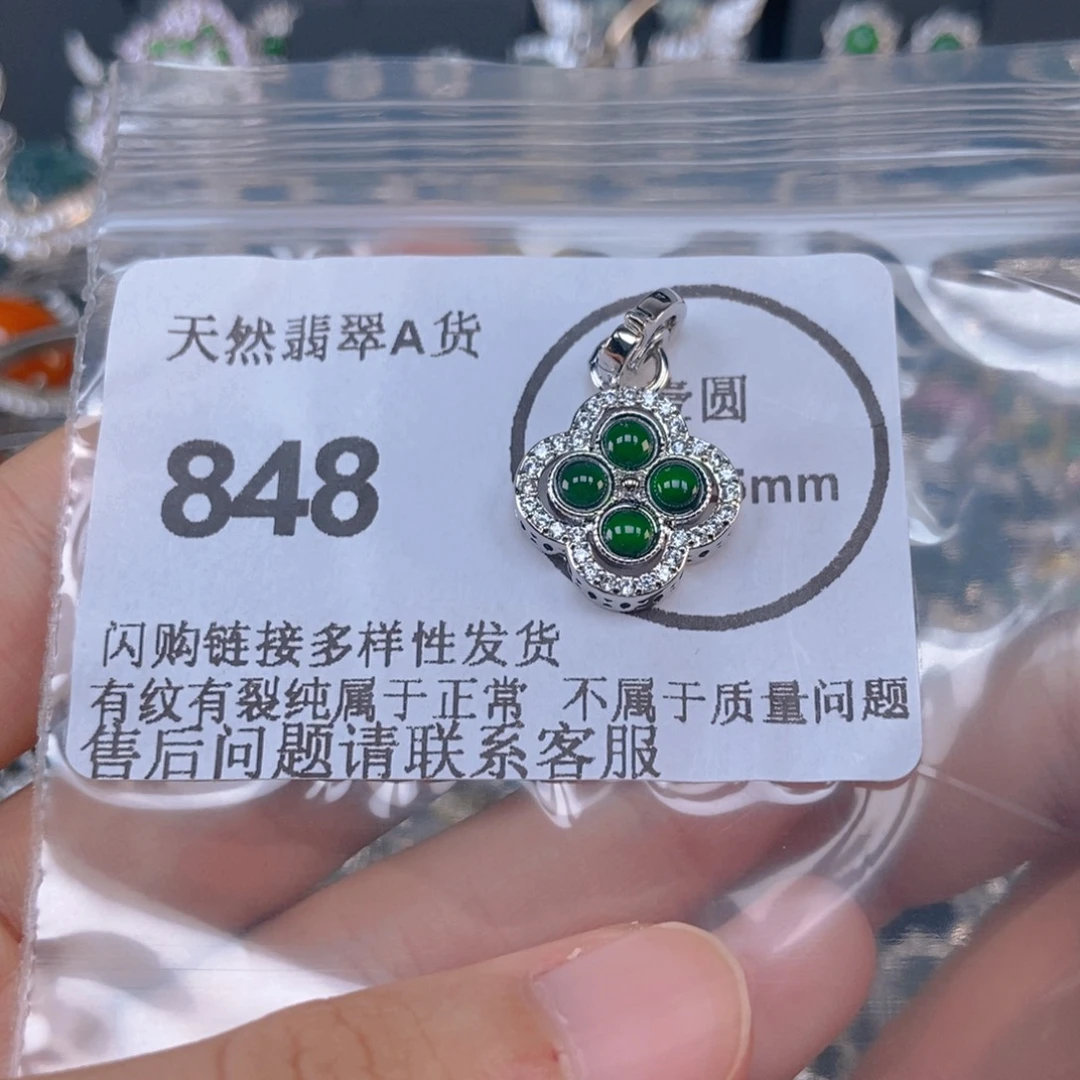 天然翡翠A货
848
圆
5mm
闪购链接多样性发货
有纹有裂纯属于正常 不属于质量问题
售后问题请联系客服